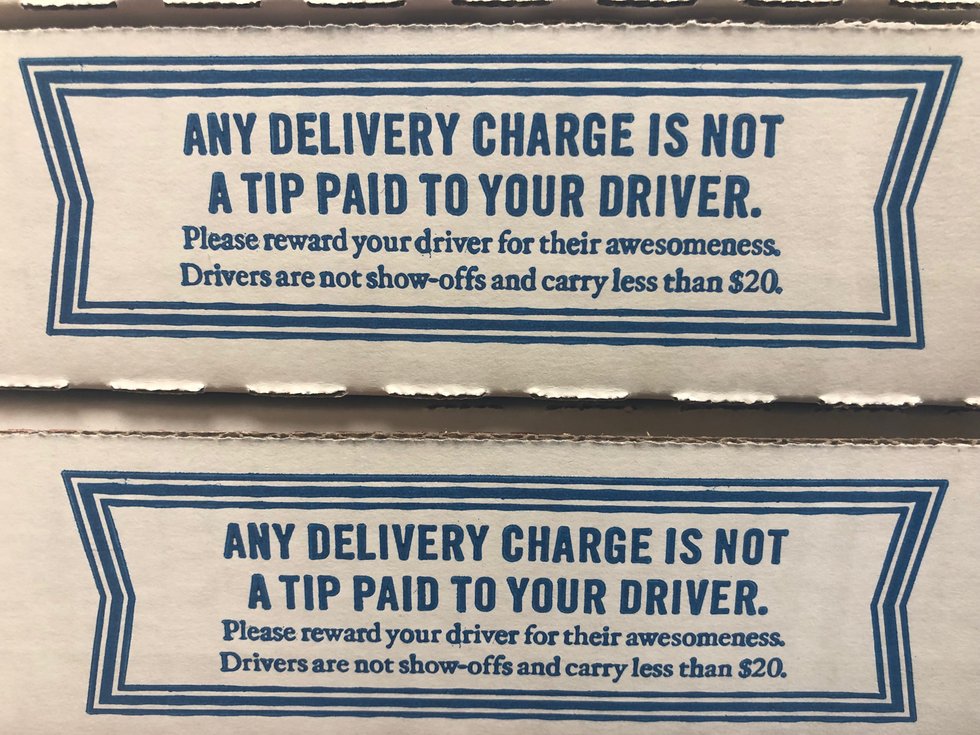 ANY DELIVERY CHARGE IS NOT
A TIP PAID TO YOUR DRIVER.
Please reward your driver for their awesomeness.
Drivers are not show-offs and carry less than $20.
ANY DELIVERY CHARGE IS NOT
A TIP PAID TO YOUR DRIVER.
Please reward your driver for their awesomeness.
Drivers are not show-offs and carry less than $20.